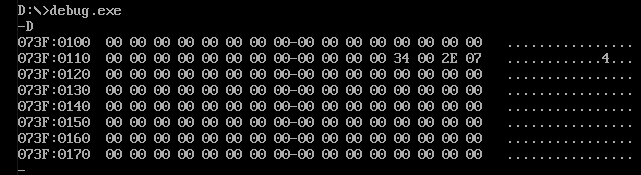 D:\>debug.exe
-D
073F:0100  00 00 00 00 00 00 00 00-00 00 00 00 00 00 00 00   ................
073F:0110  00 00 00 00 00 00 00 00-00 00 00 00 34 00 2E 07   ............4...
073F:0120  00 00 00 00 00 00 00 00-00 00 00 00 00 00 00 00   ................
073F:0130  00 00 00 00 00 00 00 00-00 00 00 00 00 00 00 00   ................
073F:0140  00 00 00 00 00 00 00 00-00 00 00 00 00 00 00 00   ................
073F:0150  00 00 00 00 00 00 00 00-00 00 00 00 00 00 00 00   ................
073F:0160  00 00 00 00 00 00 00 00-00 00 00 00 00 00 00 00   ................
073F:0170  00 00 00 00 00 00 00 00-00 00 00 00 00 00 00 00   ................
-